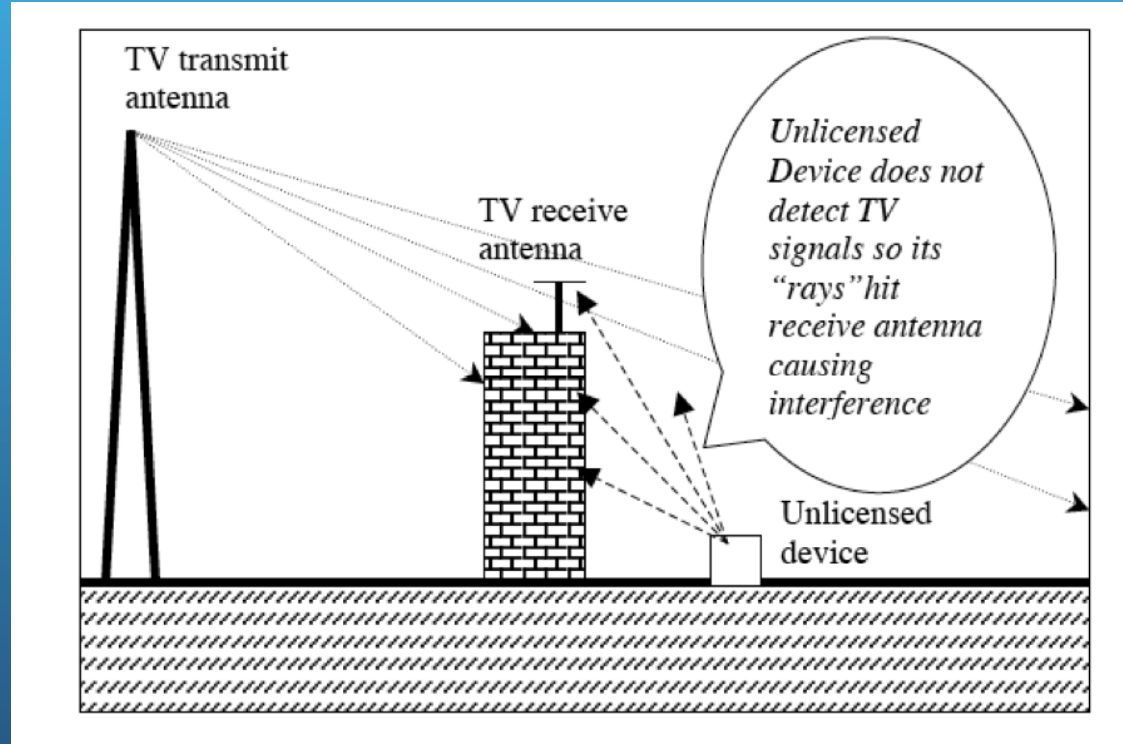 TV transmit
antenna
TV receive
antenna
Unlicensed
Device does not
detect TV
signals so its
“rays”hit
receive antenna
causing
interference
Unlicensed
device